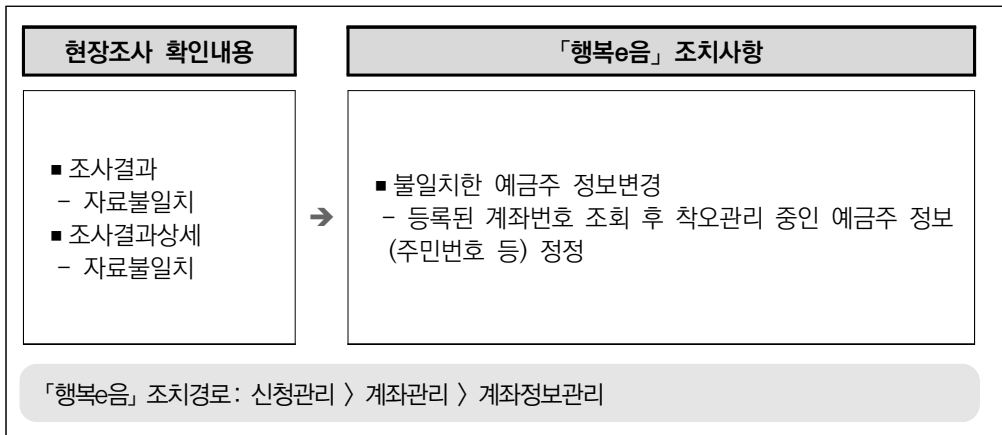 현장조사 확인내용
「행복e음」 조치사항
■ 조사결과
- 자료불일치
■ 조사결과상세
- 자료불일치
➔
■ 불일치한 예금주 정보변경
- 등록된 계좌번호 조회 후 착오관리 중인 예금주 정보
(주민번호 등) 정정
「행복e음」 조치경로: 신청관리 〉 계좌관리 〉 계좌정보관리